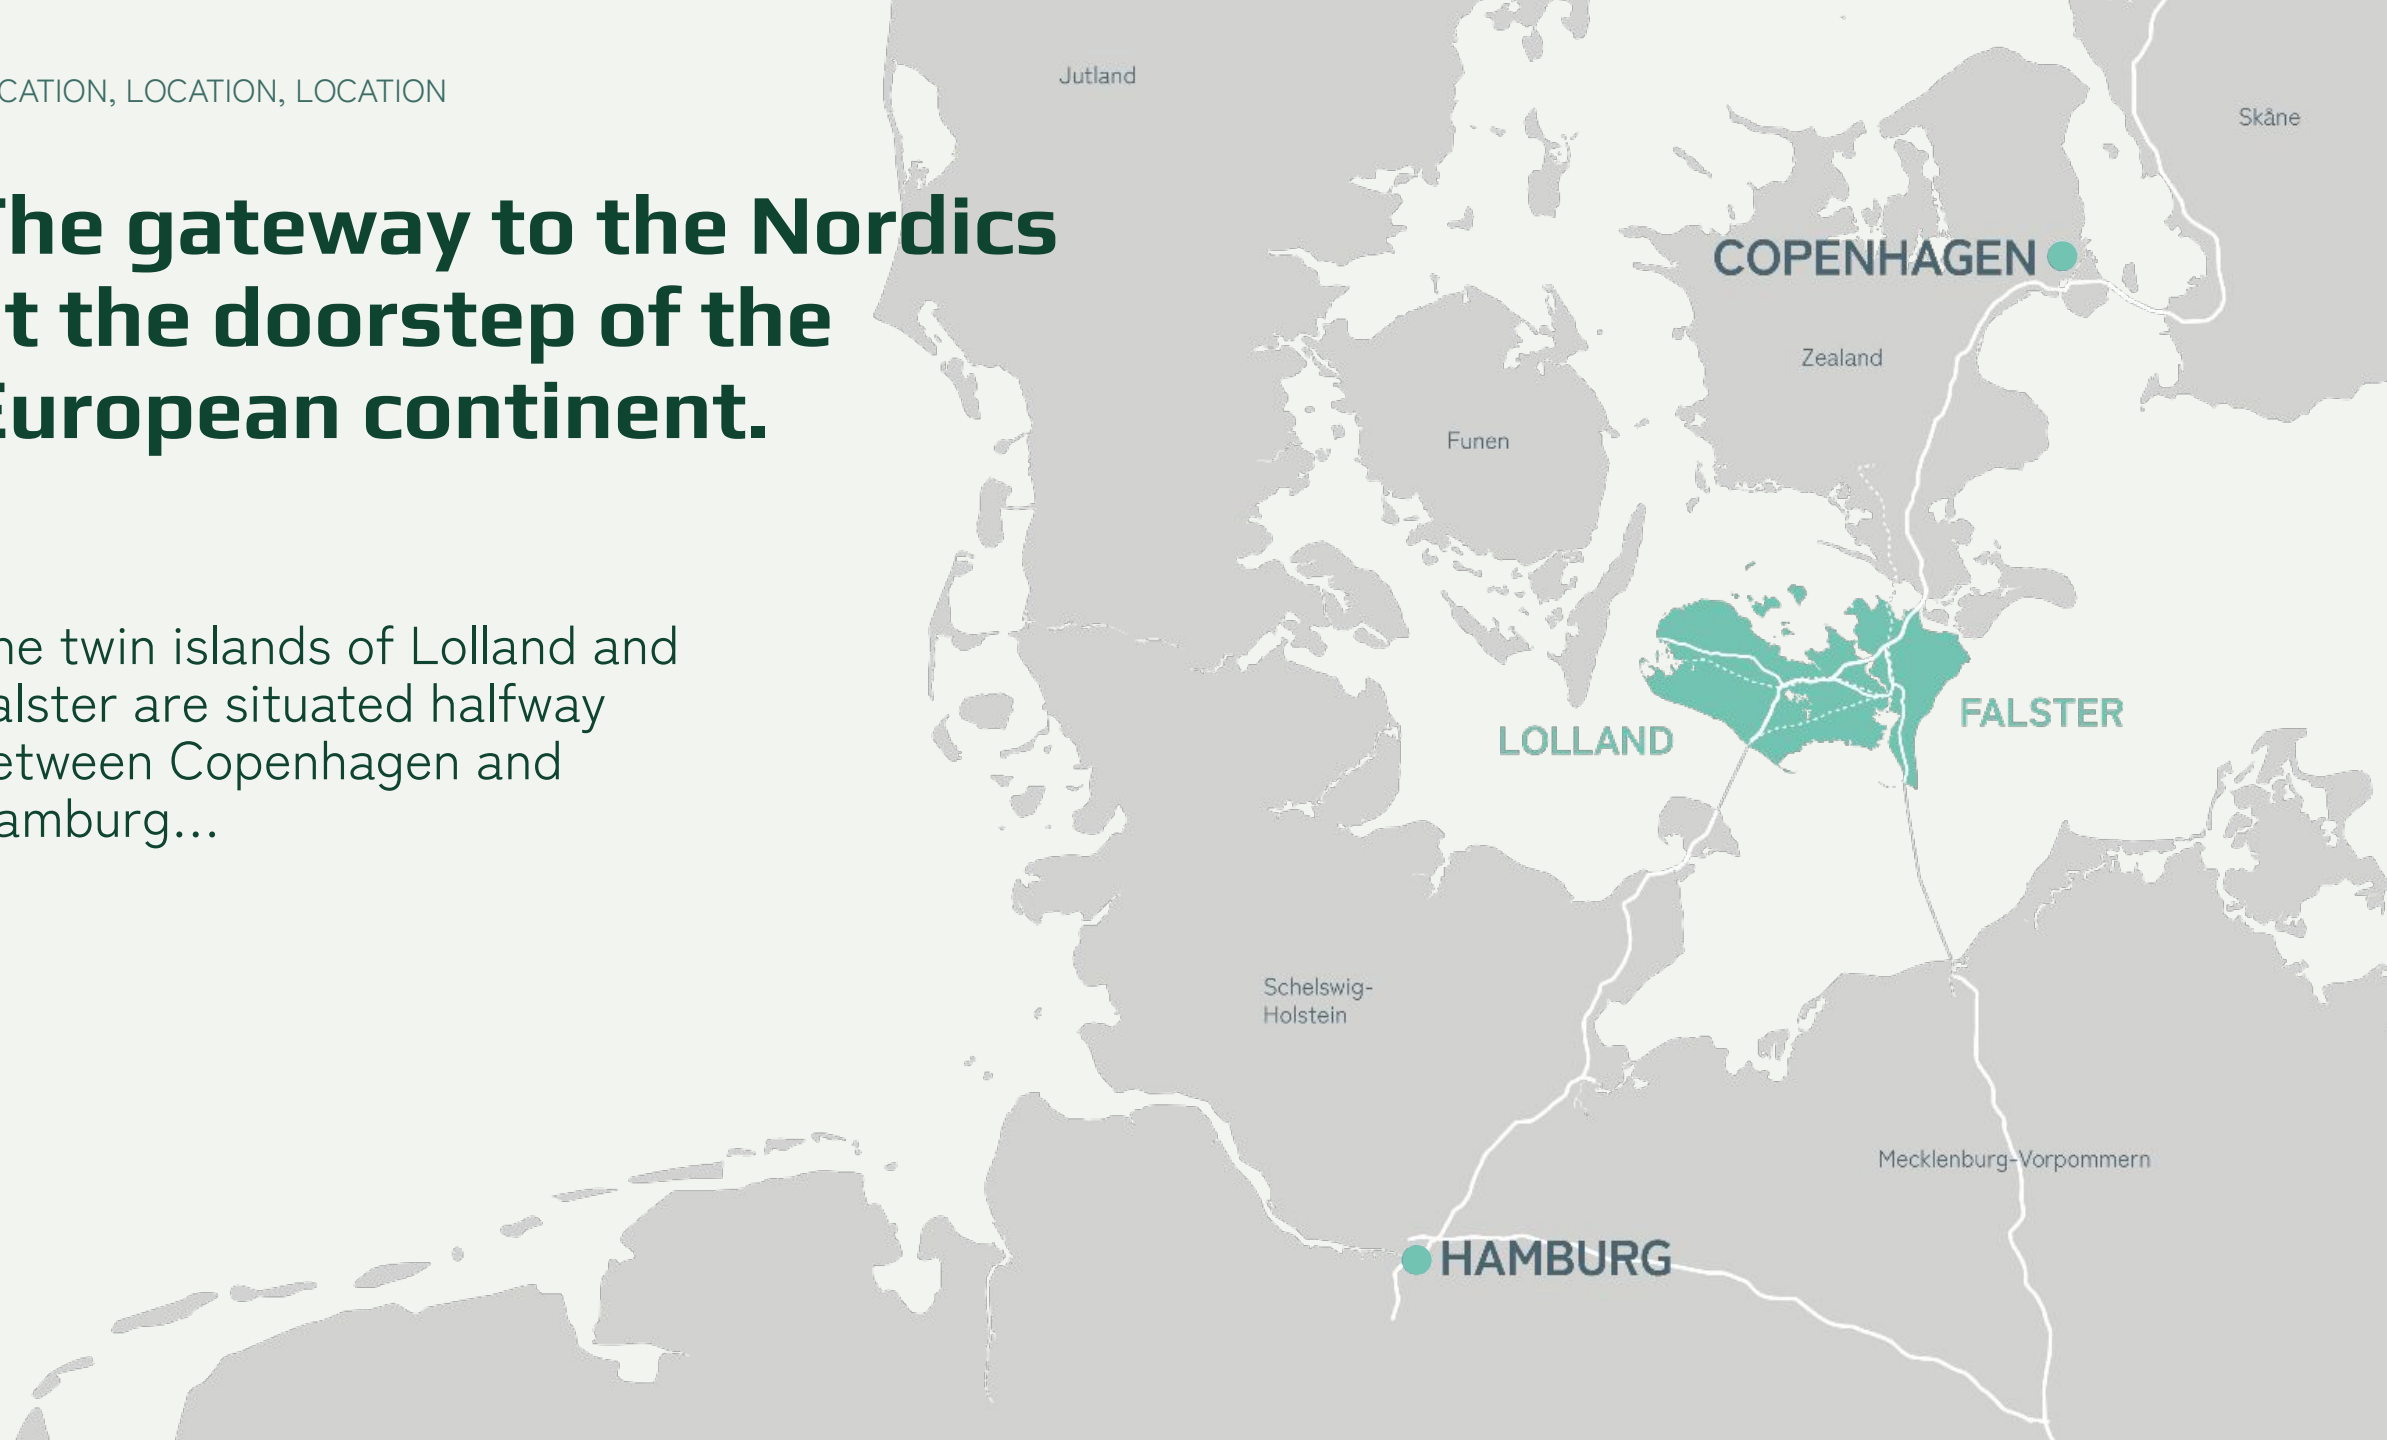 CATION, LOCATION, LOCATION
The gateway to the Nordics
t the doorstep of the
European continent.
he twin islands of Lolland and
alster are situated halfway
etween Copenhagen and
amburg...
Jutland
Skåne
COPENHAGEN
Zealand
Funen
LOLLAND
FALSTER
Schelswig-
Holstein
Mecklenburg-Vorpommern
HAMBURG